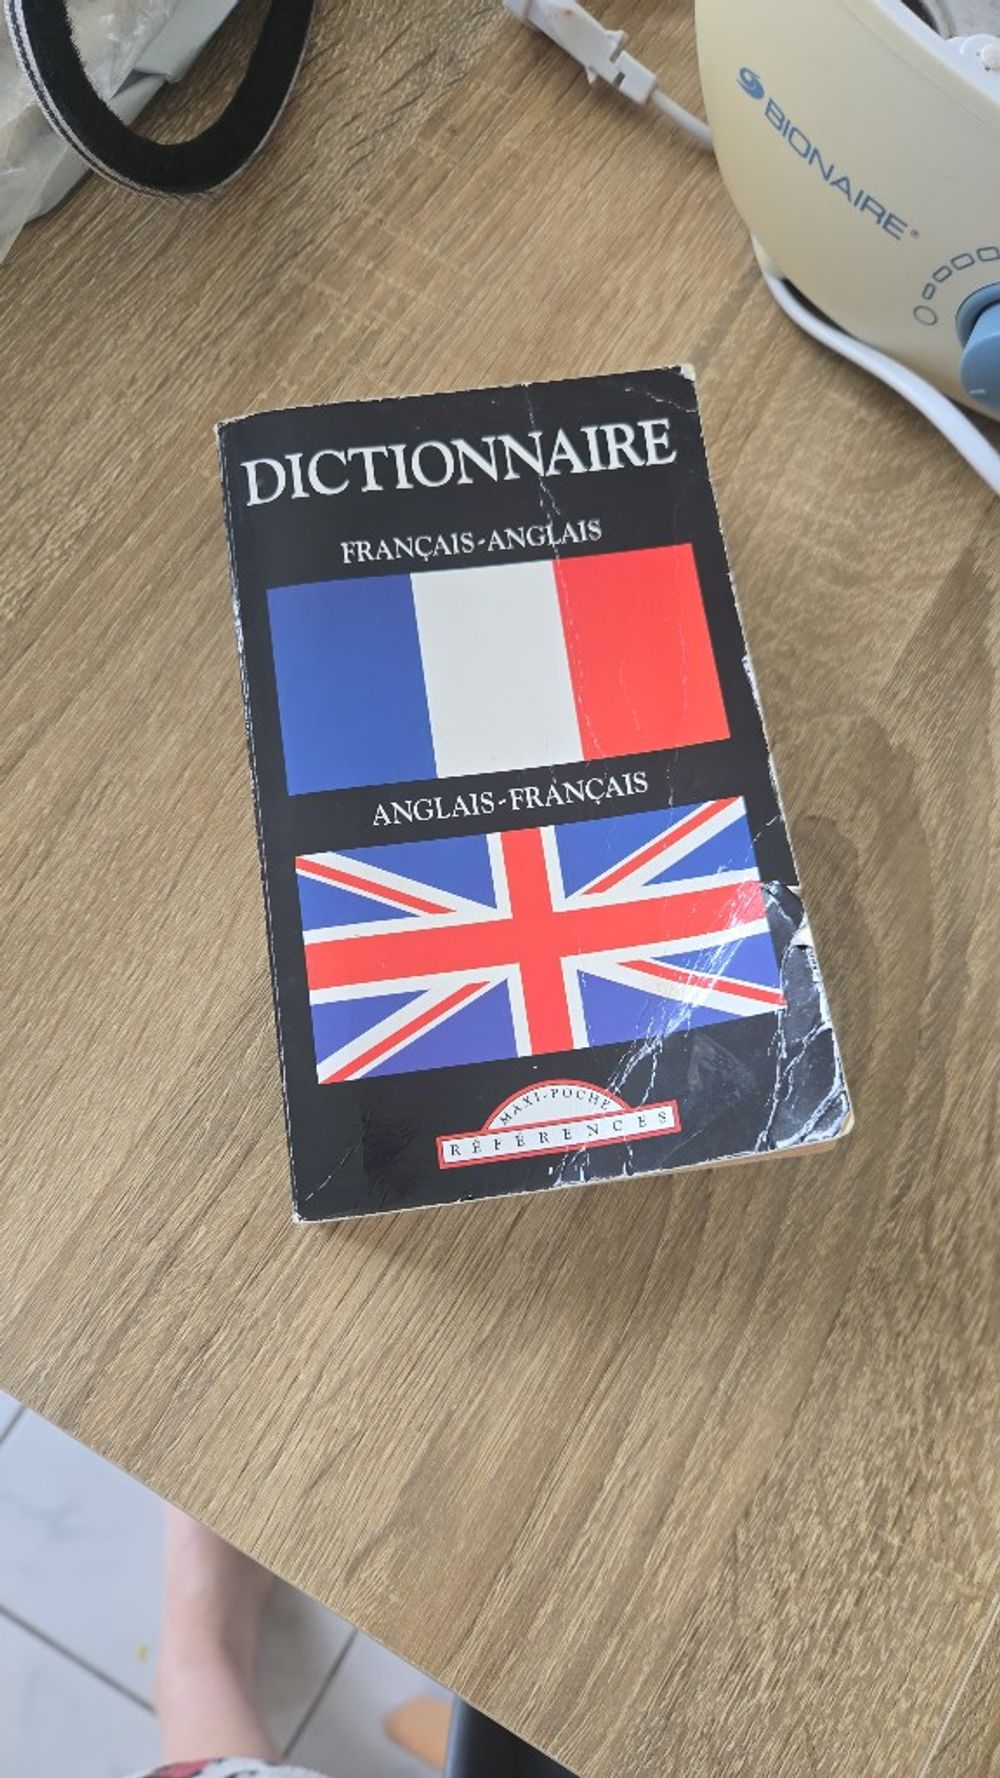 BIONAIRE®
DICTIONNAIRE
FRANÇAIS-ANGLAIS
ANGLAIS-FRANÇAIS
MAXI-POCHE
RÉFÉRENCES